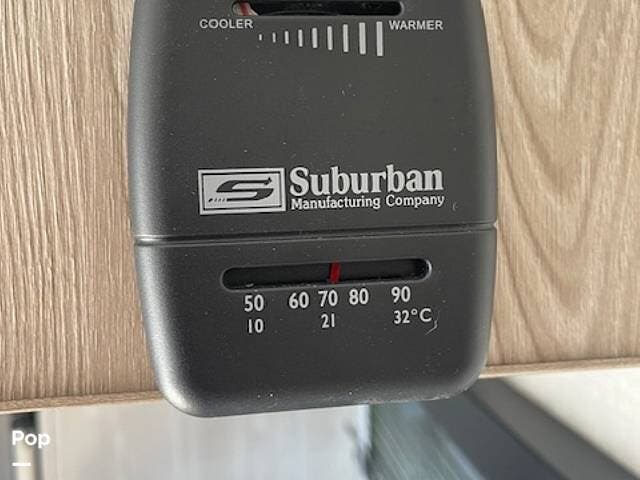 COOLER WARMER
Suburban
Manufacturing Company
50 60 70 80 90
10 21 32°C
Pop